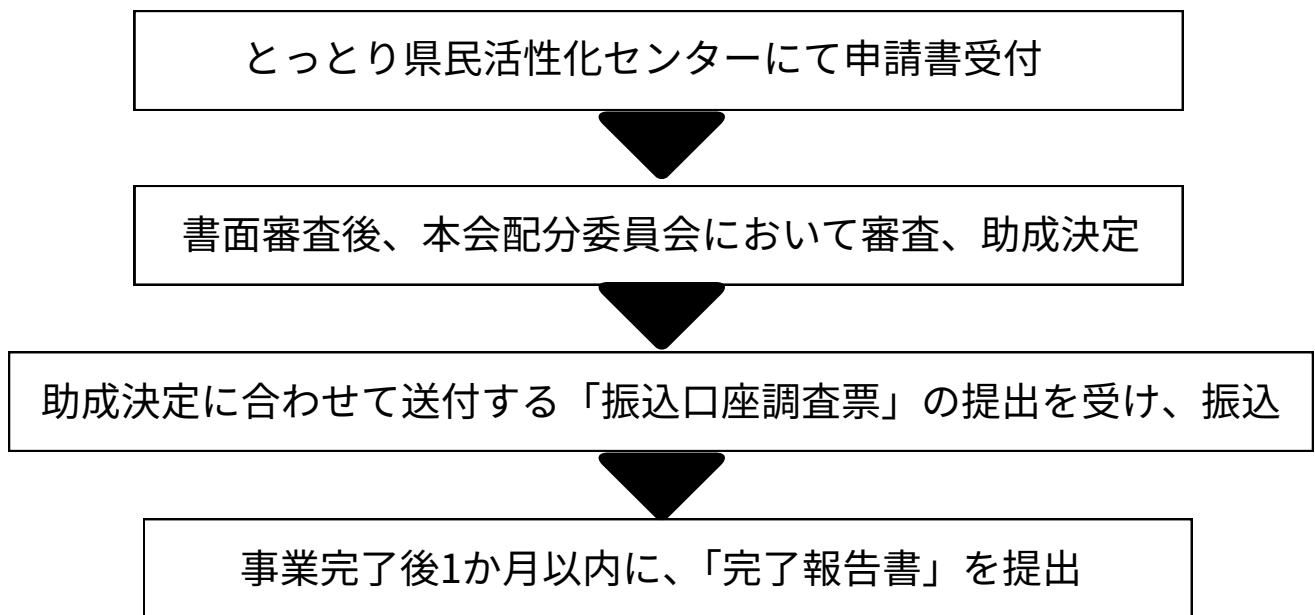 とっとり県民活性化センターにて申請書受付
書面審査後、本会配分委員会において審査、助成決定
助成決定に合わせて送付する「振込口座調査票」の提出を受け、振込
事業完了後1か月以内に、「完了報告書」を提出